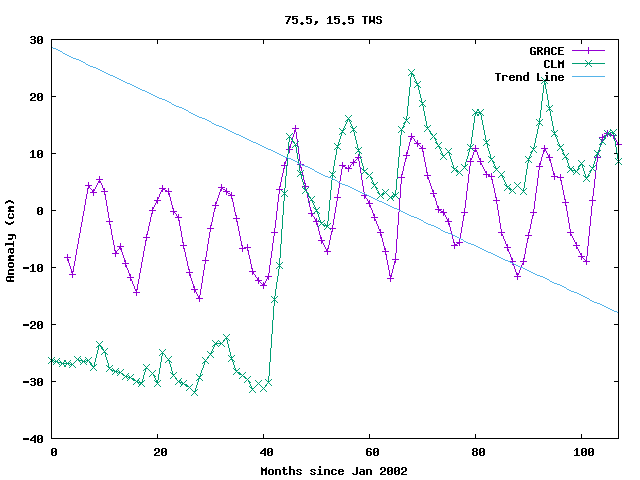 75.5, 15.5 TWS
GRACE
CLM
Trend Line
30
20
10
0
-10
-20
-30
-40
Anomaly (cm)
0 20 40 60 80 100
Months since Jan 2002